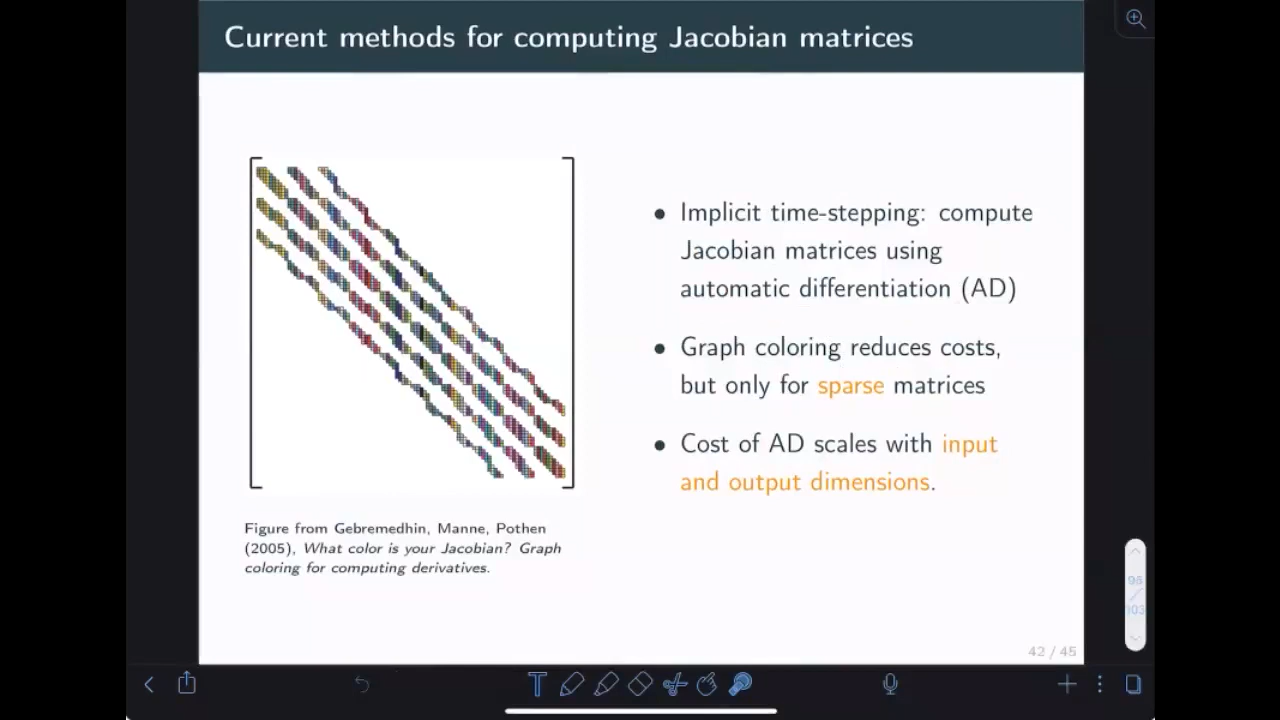 Current methods for computing Jacobian matrices
• Implicit time-stepping: compute
Jacobian matrices using
automatic differentiation (AD)
• Graph coloring reduces costs,
but only for sparse matrices
• Cost of AD scales with input
and output dimensions.
Figure from Gebremedhin, Manne, Pothen
(2005), What color is your Jacobian? Graph
coloring for computing derivatives.
42 / 45
T